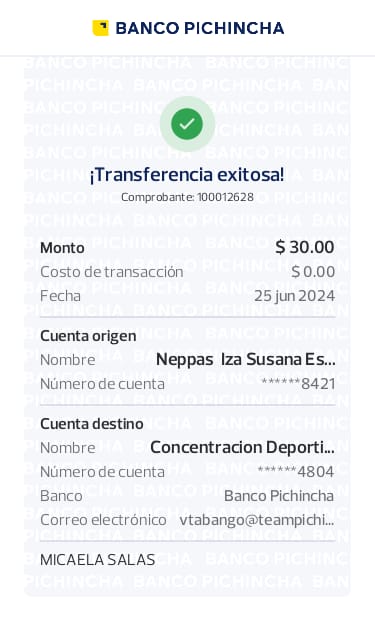 BANCO PICHINCHA
¡Transferencia exitosa!
Comprobante: 100012628
Monto $ 30.00
Costo de transacción $ 0.00
Fecha 25 jun 2024
Cuenta origen
Nombre Neppas Iza Susana Es...
Número de cuenta ******8421
Cuenta destino
Nombre Concentracion Deporti...
Número de cuenta ******4804
Banco Banco Pichincha
Correo electrónico vtabango@teampichi...
MICAELA SALAS